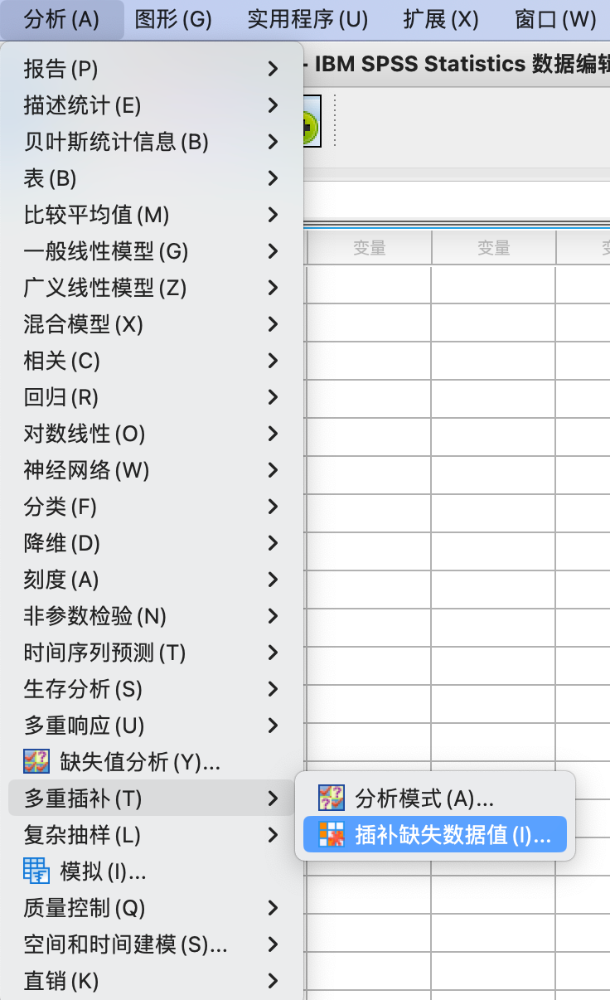 分析(A) 图形(G) 实用程序(U) 扩展(X) 窗口(W)
- IBM SPSS Statistics 数据编辑
报告(P)
描述统计(E)
贝叶斯统计信息(B)
表(B)
比较平均值(M)
一般线性模型(G)
变量 变量
广义线性模型(Z)
混合模型(X)
相关(C)
回归(R)
对数线性(O)
神经网络(W)
分类(F)
降维(D)
刻度(A)
非参数检验(N)
时间序列预测(T)
生存分析(S)
多重响应(U)
缺失值分析(Y)...
多重插补(T)
分析模式(A)...
插补缺失数据值(I)...
复杂抽样(L)
模拟(I)...
质量控制(Q)
空间和时间建模(S)...
直销(K)